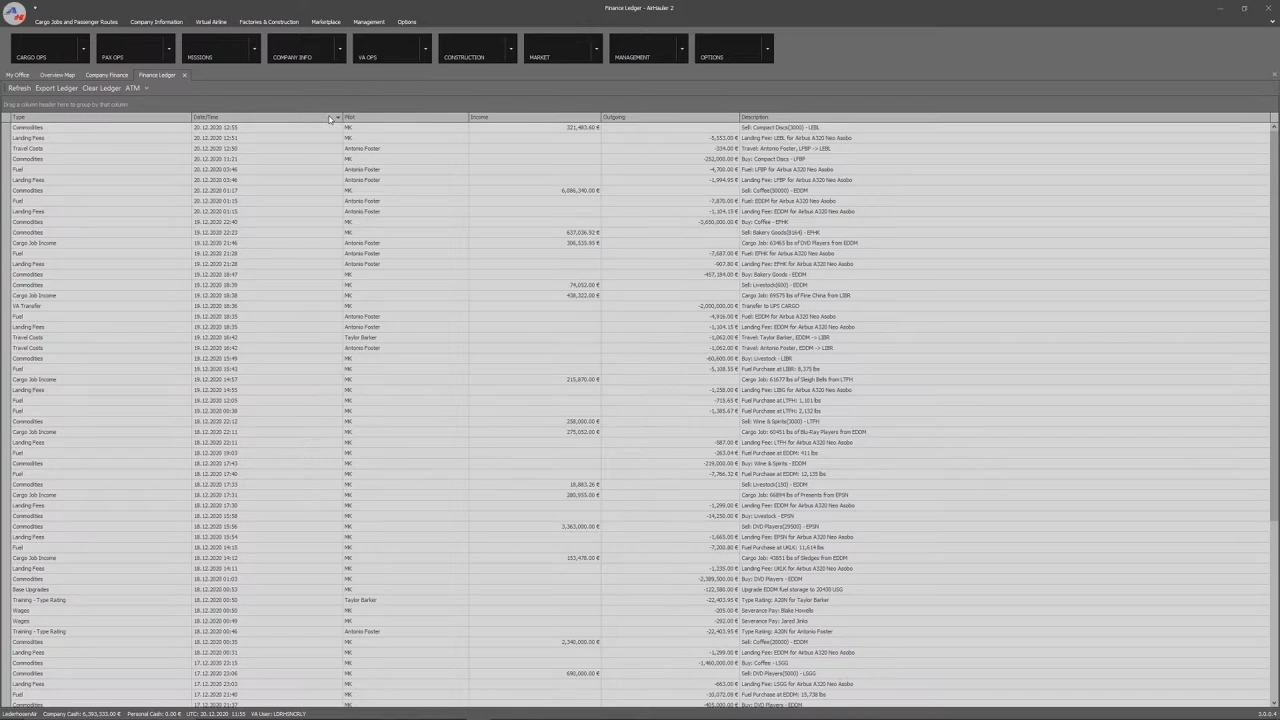 Finance Ledger - AirHauler 2
Cargo Jobs and Passenger Routes Company Information Virtual Airline Factories & Construction Marketplace Management Options
CARGO OPS PAX OPS MISSIONS COMPANY INFO VA OPS CONSTRUCTION MARKET MANAGEMENT OPTIONS
My Office Overview Map Company Finance Finance Ledger
Refresh Export Ledger Clear Ledger ATM
Drag a column header here to group by that column
Type Date/Time Pilot Income Outgoing Description
Commodities 20.12.2020 12:55 MK 321,483.60 € Sell: Compact Discs(3000) - LEBL
Landing Fees 20.12.2020 12:51 MK -5,553.00 € Landing Fee: LEBL for Airbus A320 Neo Asobo
Travel Costs 20.12.2020 12:50 Antonio Foster -334.00 € Travel: Antonio Foster, LFBP -> LEBL
Commodities 20.12.2020 11:21 MK -252,000.00 € Buy: Compact Discs - LFBP
Fuel 20.12.2020 03:46 Antonio Foster -4,700.00 € Fuel: LFBP for Airbus A320 Neo Asobo
Landing Fees 20.12.2020 03:46 Antonio Foster -1,994.95 € Landing Fee: LFBP for Airbus A320 Neo Asobo
Commodities 20.12.2020 01:17 MK 6,086,340.00 € Sell: Coffee(50000) - EDDM
Fuel 20.12.2020 01:15 Antonio Foster -7,870.00 € Fuel: EDDM for Airbus A320 Neo Asobo
Landing Fees 20.12.2020 01:15 Antonio Foster -1,104.15 € Landing Fee: EDDM for Airbus A320 Neo Asobo
Commodities 19.12.2020 22:40 MK -3,650,000.00 € Buy: Coffee - EFHK
Commodities 19.12.2020 22:23 MK 637,036.92 € Sell: Bakery Goods(8164) - EFHK
Cargo Job Income 19.12.2020 21:46 Antonio Foster 306,535.95 € Cargo Job: 63465 lbs of DVD Players from EDDM
Fuel 19.12.2020 21:28 Antonio Foster -7,687.00 € Fuel: EFHK for Airbus A320 Neo Asobo
Landing Fees 19.12.2020 21:28 Antonio Foster -907.80 € Landing Fee: EFHK for Airbus A320 Neo Asobo
Commodities 19.12.2020 18:47 MK -457,184.00 € Buy: Bakery Goods - EDDM
Commodities 19.12.2020 18:39 MK 74,052.00 € Sell: Livestock(600) - EDDM
Cargo Job Income 19.12.2020 18:38 MK 438,322.00 € Cargo Job: 69575 lbs of Fine China from LIBR
VA Transfer 19.12.2020 18:36 MK -2,000,000.00 € Transfer to UPS CARGO
Fuel 19.12.2020 18:35 Antonio Foster -4,916.00 € Fuel: EDDM for Airbus A320 Neo Asobo
Landing Fees 19.12.2020 18:35 Antonio Foster -1,104.15 € Landing Fee: EDDM for Airbus A320 Neo Asobo
Travel Costs 19.12.2020 16:42 Taylor Barker -1,062.00 € Travel: Taylor Barker, EDDM -> LIBR
Travel Costs 19.12.2020 16:42 Antonio Foster -1,062.00 € Travel: Antonio Foster, EDDM -> LIBR
Commodities 19.12.2020 15:49 MK -60,600.00 € Buy: Livestock - LIBR
Fuel 19.12.2020 15:43 MK -5,108.55 € Fuel Purchase at LIBR: 8,375 lbs
Cargo Job Income 19.12.2020 14:57 MK 215,870.00 € Cargo Job: 61677 lbs of Sleigh Bells from LTFH
Landing Fees 19.12.2020 14:55 MK -1,258.00 € Landing Fee: LIBG for Airbus A320 Neo Asobo
Fuel 19.12.2020 12:05 MK -715.65 € Fuel Purchase at LTFH: 1,101 lbs
Fuel 19.12.2020 00:38 MK -1,385.67 € Fuel Purchase at LTFH: 2,132 lbs
Commodities 18.12.2020 22:12 MK 258,000.00 € Sell: Wine & Spirits(3000) - LTFH
Cargo Job Income 18.12.2020 22:11 MK 275,052.00 € Cargo Job: 60451 lbs of Blu-Ray Players from EDDM
Landing Fees 18.12.2020 22:11 MK -587.00 € Landing Fee: LTFH for Airbus A320 Neo Asobo
Fuel 18.12.2020 19:03 MK -263.04 € Fuel Purchase at EDDM: 411 lbs
Commodities 18.12.2020 17:43 MK -219,000.00 € Buy: Wine & Spirits - EDDM
Fuel 18.12.2020 17:40 MK -7,766.32 € Fuel Purchase at EDDM: 12,135 lbs
Commodities 18.12.2020 17:33 MK 18,883.26 € Sell: Livestock(150) - EDDM
Cargo Job Income 18.12.2020 17:31 MK 280,955.00 € Cargo Job: 66894 lbs of Presents from EPSN
Landing Fees 18.12.2020 17:30 MK -1,299.00 € Landing Fee: EDDM for Airbus A320 Neo Asobo
Commodities 18.12.2020 15:58 MK -14,250.00 € Buy: Livestock - EPSN
Commodities 18.12.2020 15:56 MK 3,363,000.00 € Sell: DVD Players(29500) - EPSN
Landing Fees 18.12.2020 15:54 MK -1,665.00 € Landing Fee: EPSN for Airbus A320 Neo Asobo
Fuel 18.12.2020 14:15 MK -7,200.80 € Fuel Purchase at UKLK: 11,614 lbs
Cargo Job Income 18.12.2020 14:12 MK 153,478.00 € Cargo Job: 43851 lbs of Sledges from EDDM
Landing Fees 18.12.2020 14:11 MK -1,235.00 € Landing Fee: UKLK for Airbus A320 Neo Asobo
Commodities 18.12.2020 01:03 MK -2,389,500.00 € Buy: DVD Players - EDDM
Base Upgrades 18.12.2020 00:53 MK -122,580.00 € Upgrade EDDM fuel storage to 20430 USG
Training - Type Rating 18.12.2020 00:50 Taylor Barker -22,403.95 € Type Rating: A20N for Taylor Barker
Wages 18.12.2020 00:50 MK -205.00 € Severance Pay: Blake Howells
Wages 18.12.2020 00:49 MK -292.00 € Severance Pay: Jared Jinks
Training - Type Rating 18.12.2020 00:46 Antonio Foster -22,403.95 € Type Rating: A20N for Antonio Foster
Commodities 18.12.2020 00:35 MK 2,340,000.00 € Sell: Coffee(20000) - EDDM
Landing Fees 18.12.2020 00:31 MK -1,299.00 € Landing Fee: EDDM for Airbus A320 Neo Asobo
Commodities 17.12.2020 23:15 MK -1,460,000.00 € Buy: Coffee - LSGG
Commodities 17.12.2020 23:06 MK 690,000.00 € Sell: DVD Players(5000) - LSGG
Landing Fees 17.12.2020 23:03 MK -663.00 € Landing Fee: LSGG for Airbus A320 Neo Asobo
Fuel 17.12.2020 21:40 MK -10,072.08 € Fuel Purchase at EDDM: 15,738 lbs
Commodities 17.12.2020 21:37 MK -405,000.00 € Buy: DVD Players - EDDM
LederhosenAir Company Cash: 6,393,333.00 € Personal Cash: 0.00 € UTC: 20.12.2020 11:55 VA User: LDRHSNCRLY 3.0.0.4